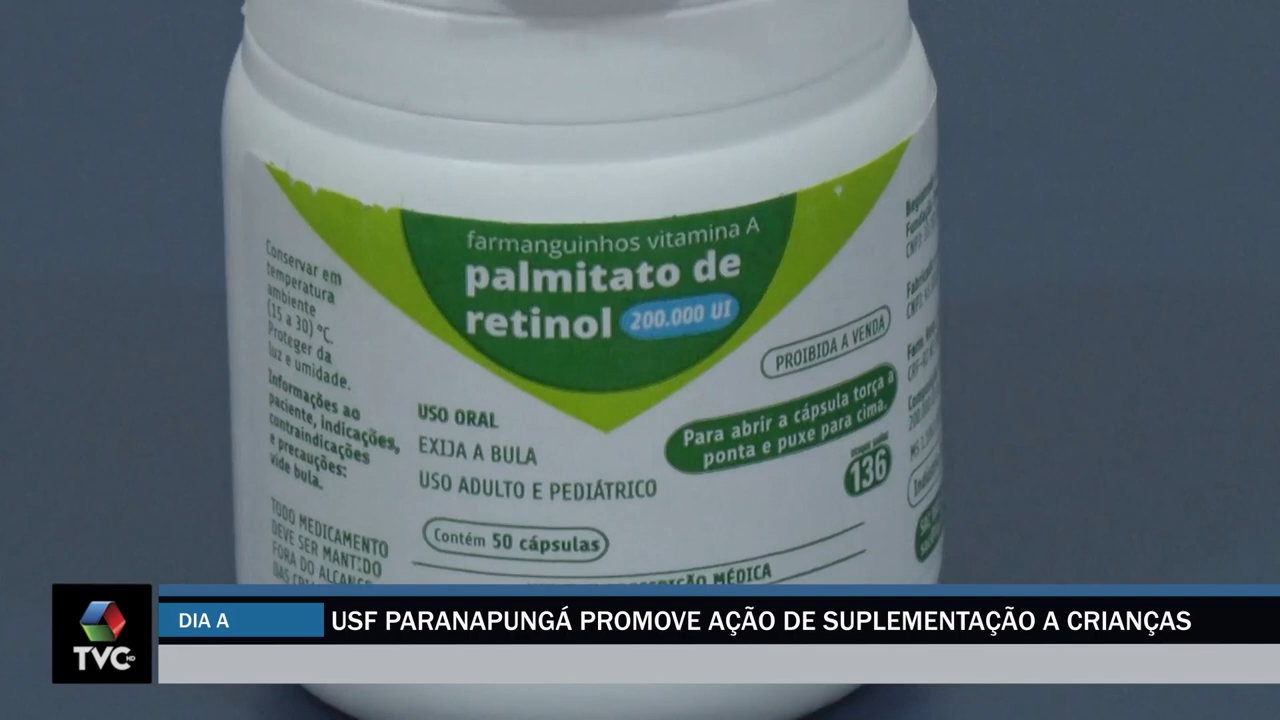 farmanguinhos vitamina A
palmitato de
retinol 200.000 UI
Conservar em
temperatura
ambiente
(15 a 30) °C.
Proteger da
luz e umidade.
Informações ao
paciente, indicações,
contraindicações
e precauções:
vide bula.
TODO MEDICAMENTO
DEVE SER MANTIDO
FORA DO ALCANCE
USO ORAL
EXIJA A BULA
USO ADULTO E PEDIÁTRICO
Contém 50 cápsulas
PROIBIDA A VENDA
Para abrir a cápsula torça a
ponta e puxe para cima.
136
MÉDICA
TVC HD
DIA A
USF PARANAPUNGÁ PROMOVE AÇÃO DE SUPLEMENTAÇÃO A CRIANÇAS